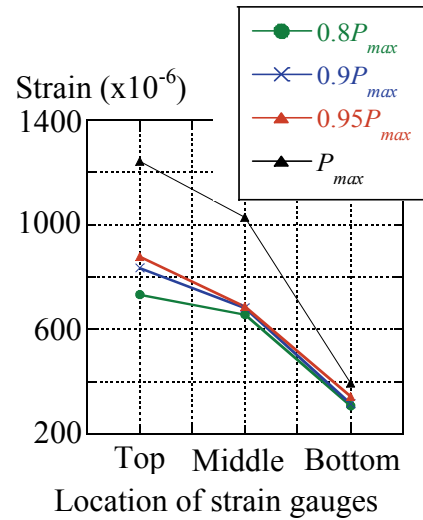 0.8Pmax
0.9Pmax
0.95Pmax
Pmax
Strain (x10-6)
1400
1000
600
200
Top Middle Bottom
Location of strain gauges